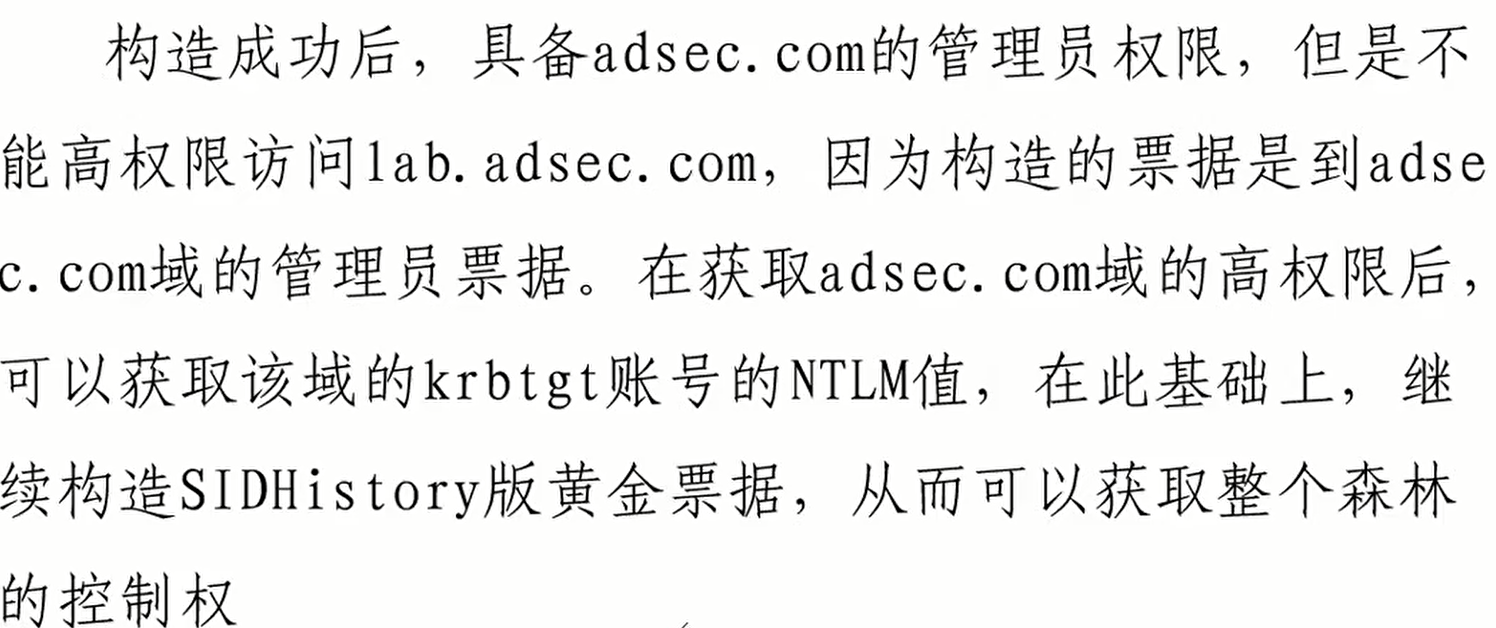 构造成功后，具备adsec.com的管理员权限，但是不
能高权限访问lab.adsec.com，因为构造的票据是到adse
c.com域的管理员票据。在获取adsec.com域的高权限后，
可以获取该域的krbtgt账号的NTLM值，在此基础上，继
续构造SIDHistory版黄金票据，从而可以获取整个森林
的控制权